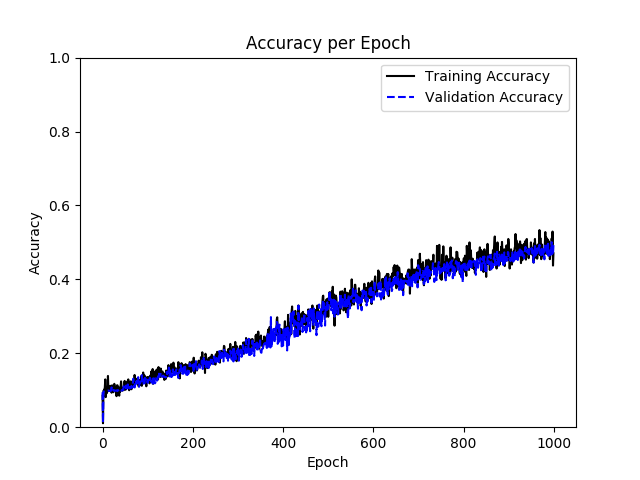 Accuracy per Epoch
1.0
0.8
0.6
0.4
0.2
0.0
Accuracy
Training Accuracy
Validation Accuracy
0 200 400 600 800 1000
Epoch